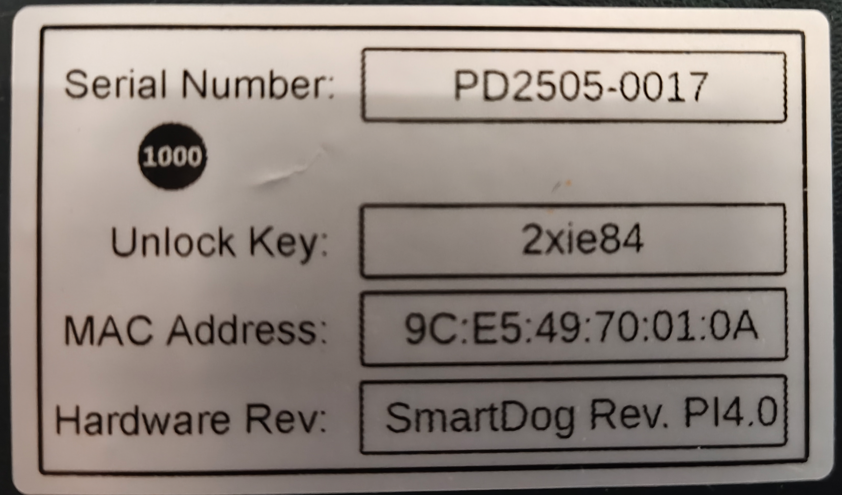 Serial Number: PD2505-0017
1000
Unlock Key: 2xie84
MAC Address: 9C:E5:49:70:01:0A
Hardware Rev: SmartDog Rev. PI4.0